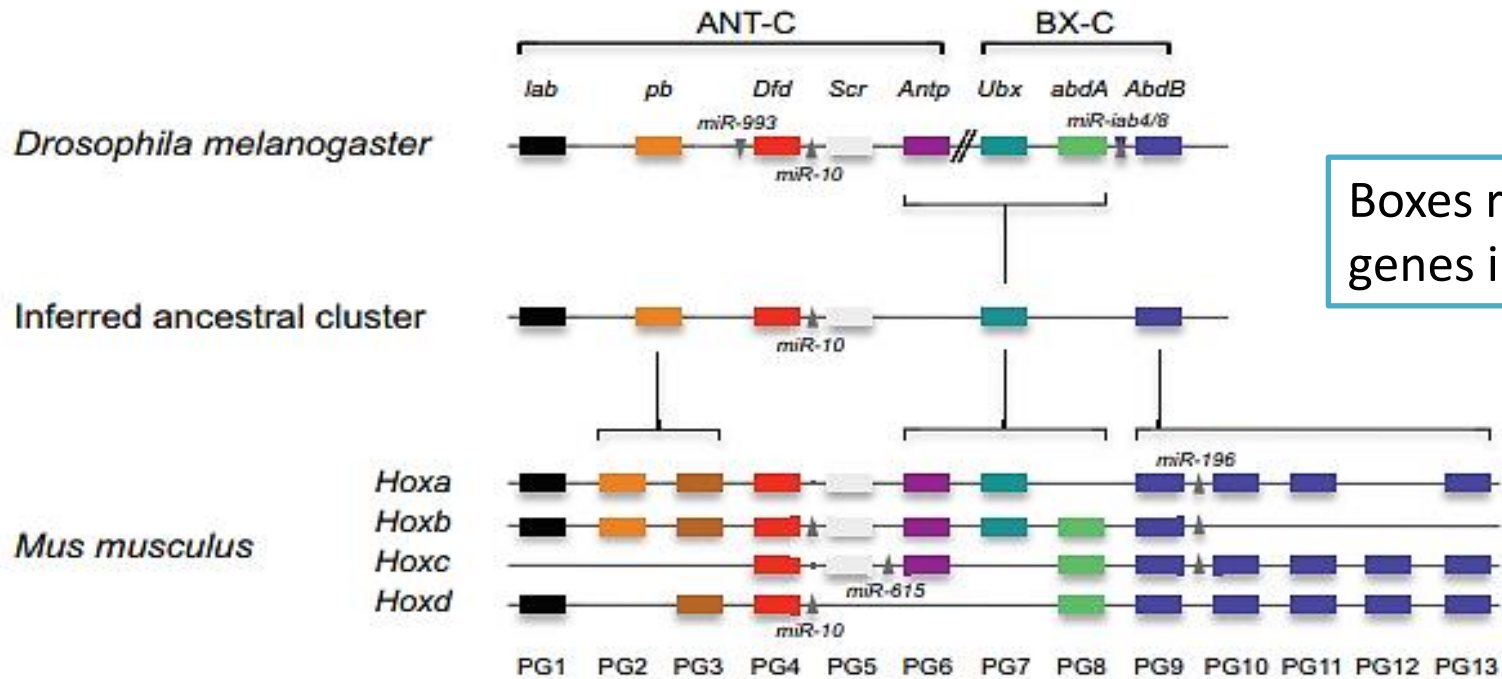 ANT-C BX-C
lab pb Dfd Scr Antp Ubx abdA AbdB
miR-993 miR-iab4/8
Drosophila melanogaster
miR-10
Boxes
genes
Inferred ancestral cluster
miR-10
miR-196
Hoxa
Hoxb
Mus musculus
Hoxc
miR-615
Hoxd
miR-10
PG1 PG2 PG3 PG4 PG5 PG6 PG7 PG8 PG9 PG10 PG11 PG12 PG13